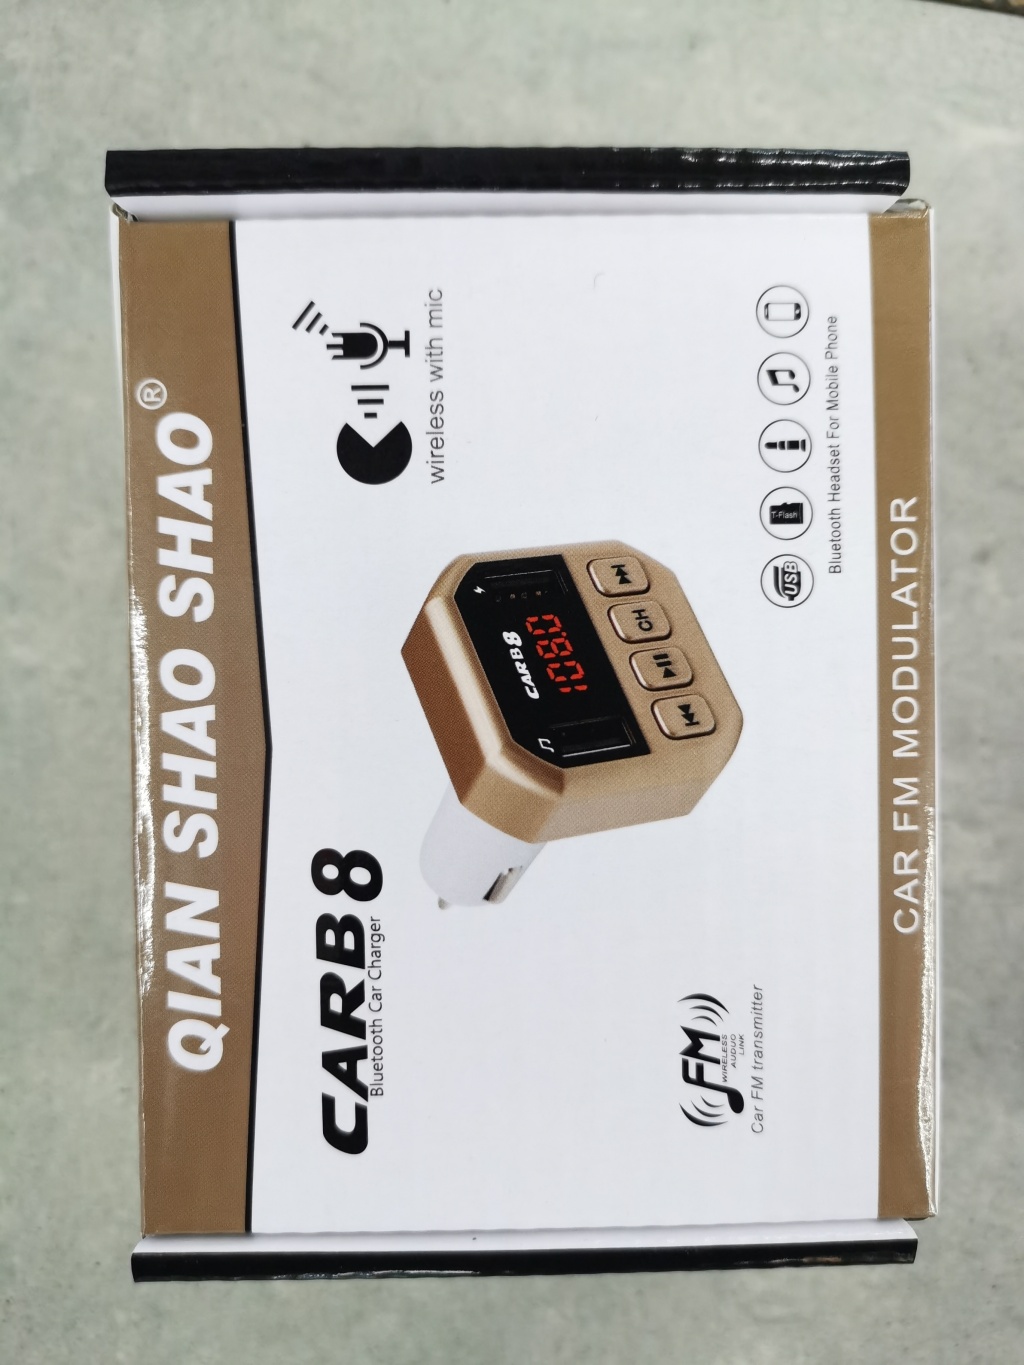 QIAN SHAO SHAO®
CARB8
Bluetooth Car Charger
wireless with mic
CARB8
108.0
CH
FM
WIRELESS
AUDUO
LINK
Car FM transmitter
USB
T-Flash
Bluetooth Headset For Mobile Phone
CAR FM MODULATOR